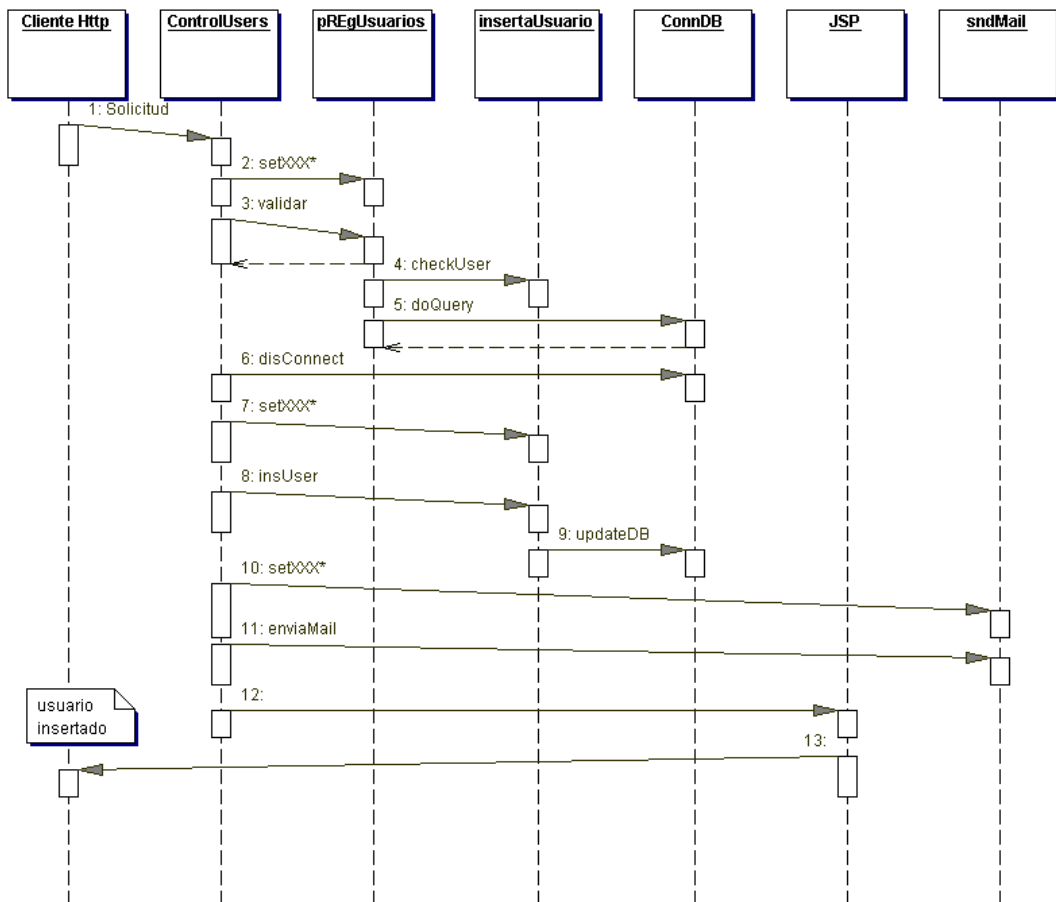 Cliente Http
ControlUsers
pREgUsuarios
insertaUsuario
ConnDB
JSP
sndMail
1: Solicitud
2: setXXX*
3: validar
4: checkUser
5: doQuery
6: disConnect
7: setXXX*
8: insUser
9: updateDB
10: setXXX*
11: enviaMail
12:
usuario
insertado
13: